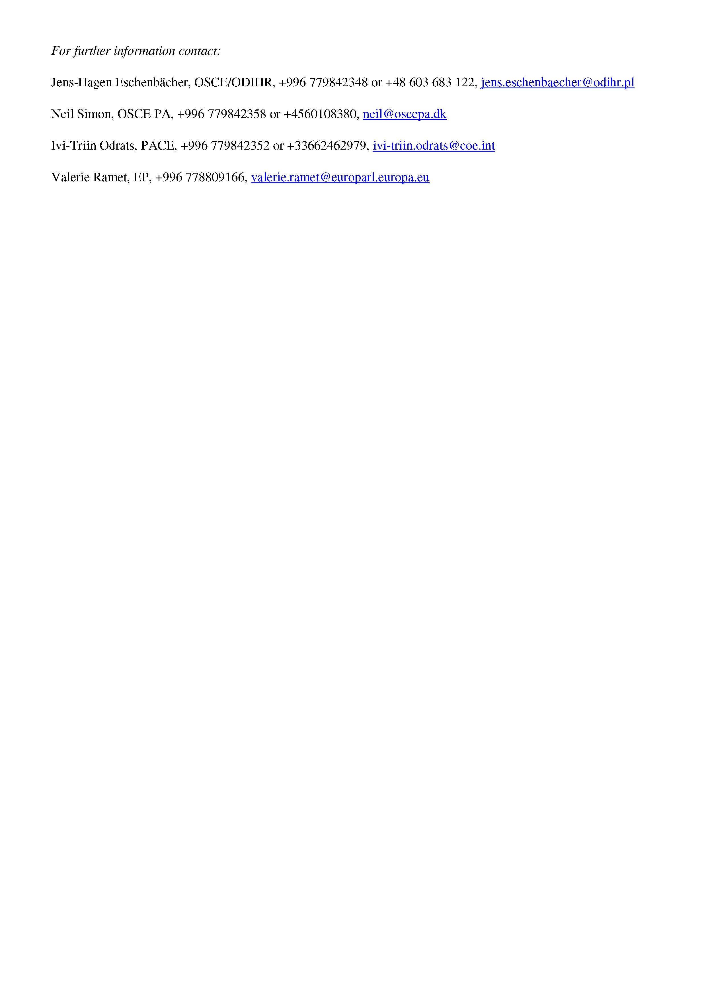 For further information contact:
Jens-Hagen Eschenbächer, OSCE/ODIHR, +996 779842348 or +48 603 683 122, jens.eschenbaecher@odihr.pl
Neil Simon, OSCE PA, +996 779842358 or +4560108380, neil@oscepa.dk
Ivi-Triin Odrats, PACE, +996 779842352 or +33662462979, ivi-triin.odrats@coe.int
Valerie Ramet, EP, +996 778809166, valerie.ramet@europarl.europa.eu